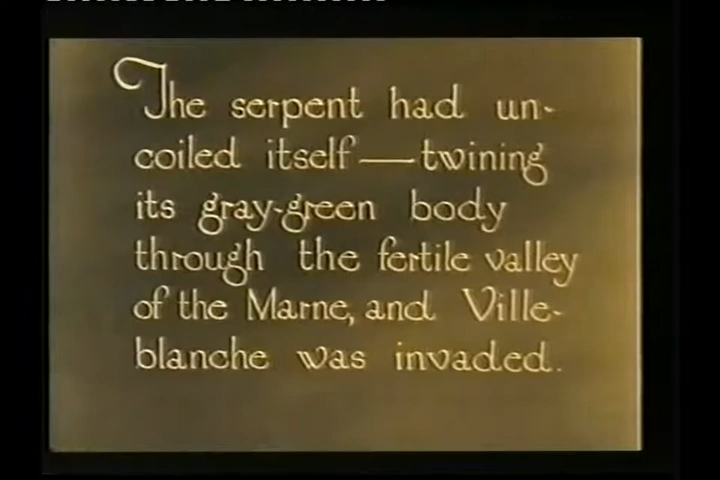 The serpent had un-
coiled itself—twining
its gray-green body
through the fertile valley
of the Marne, and Ville-
blanche was invaded.